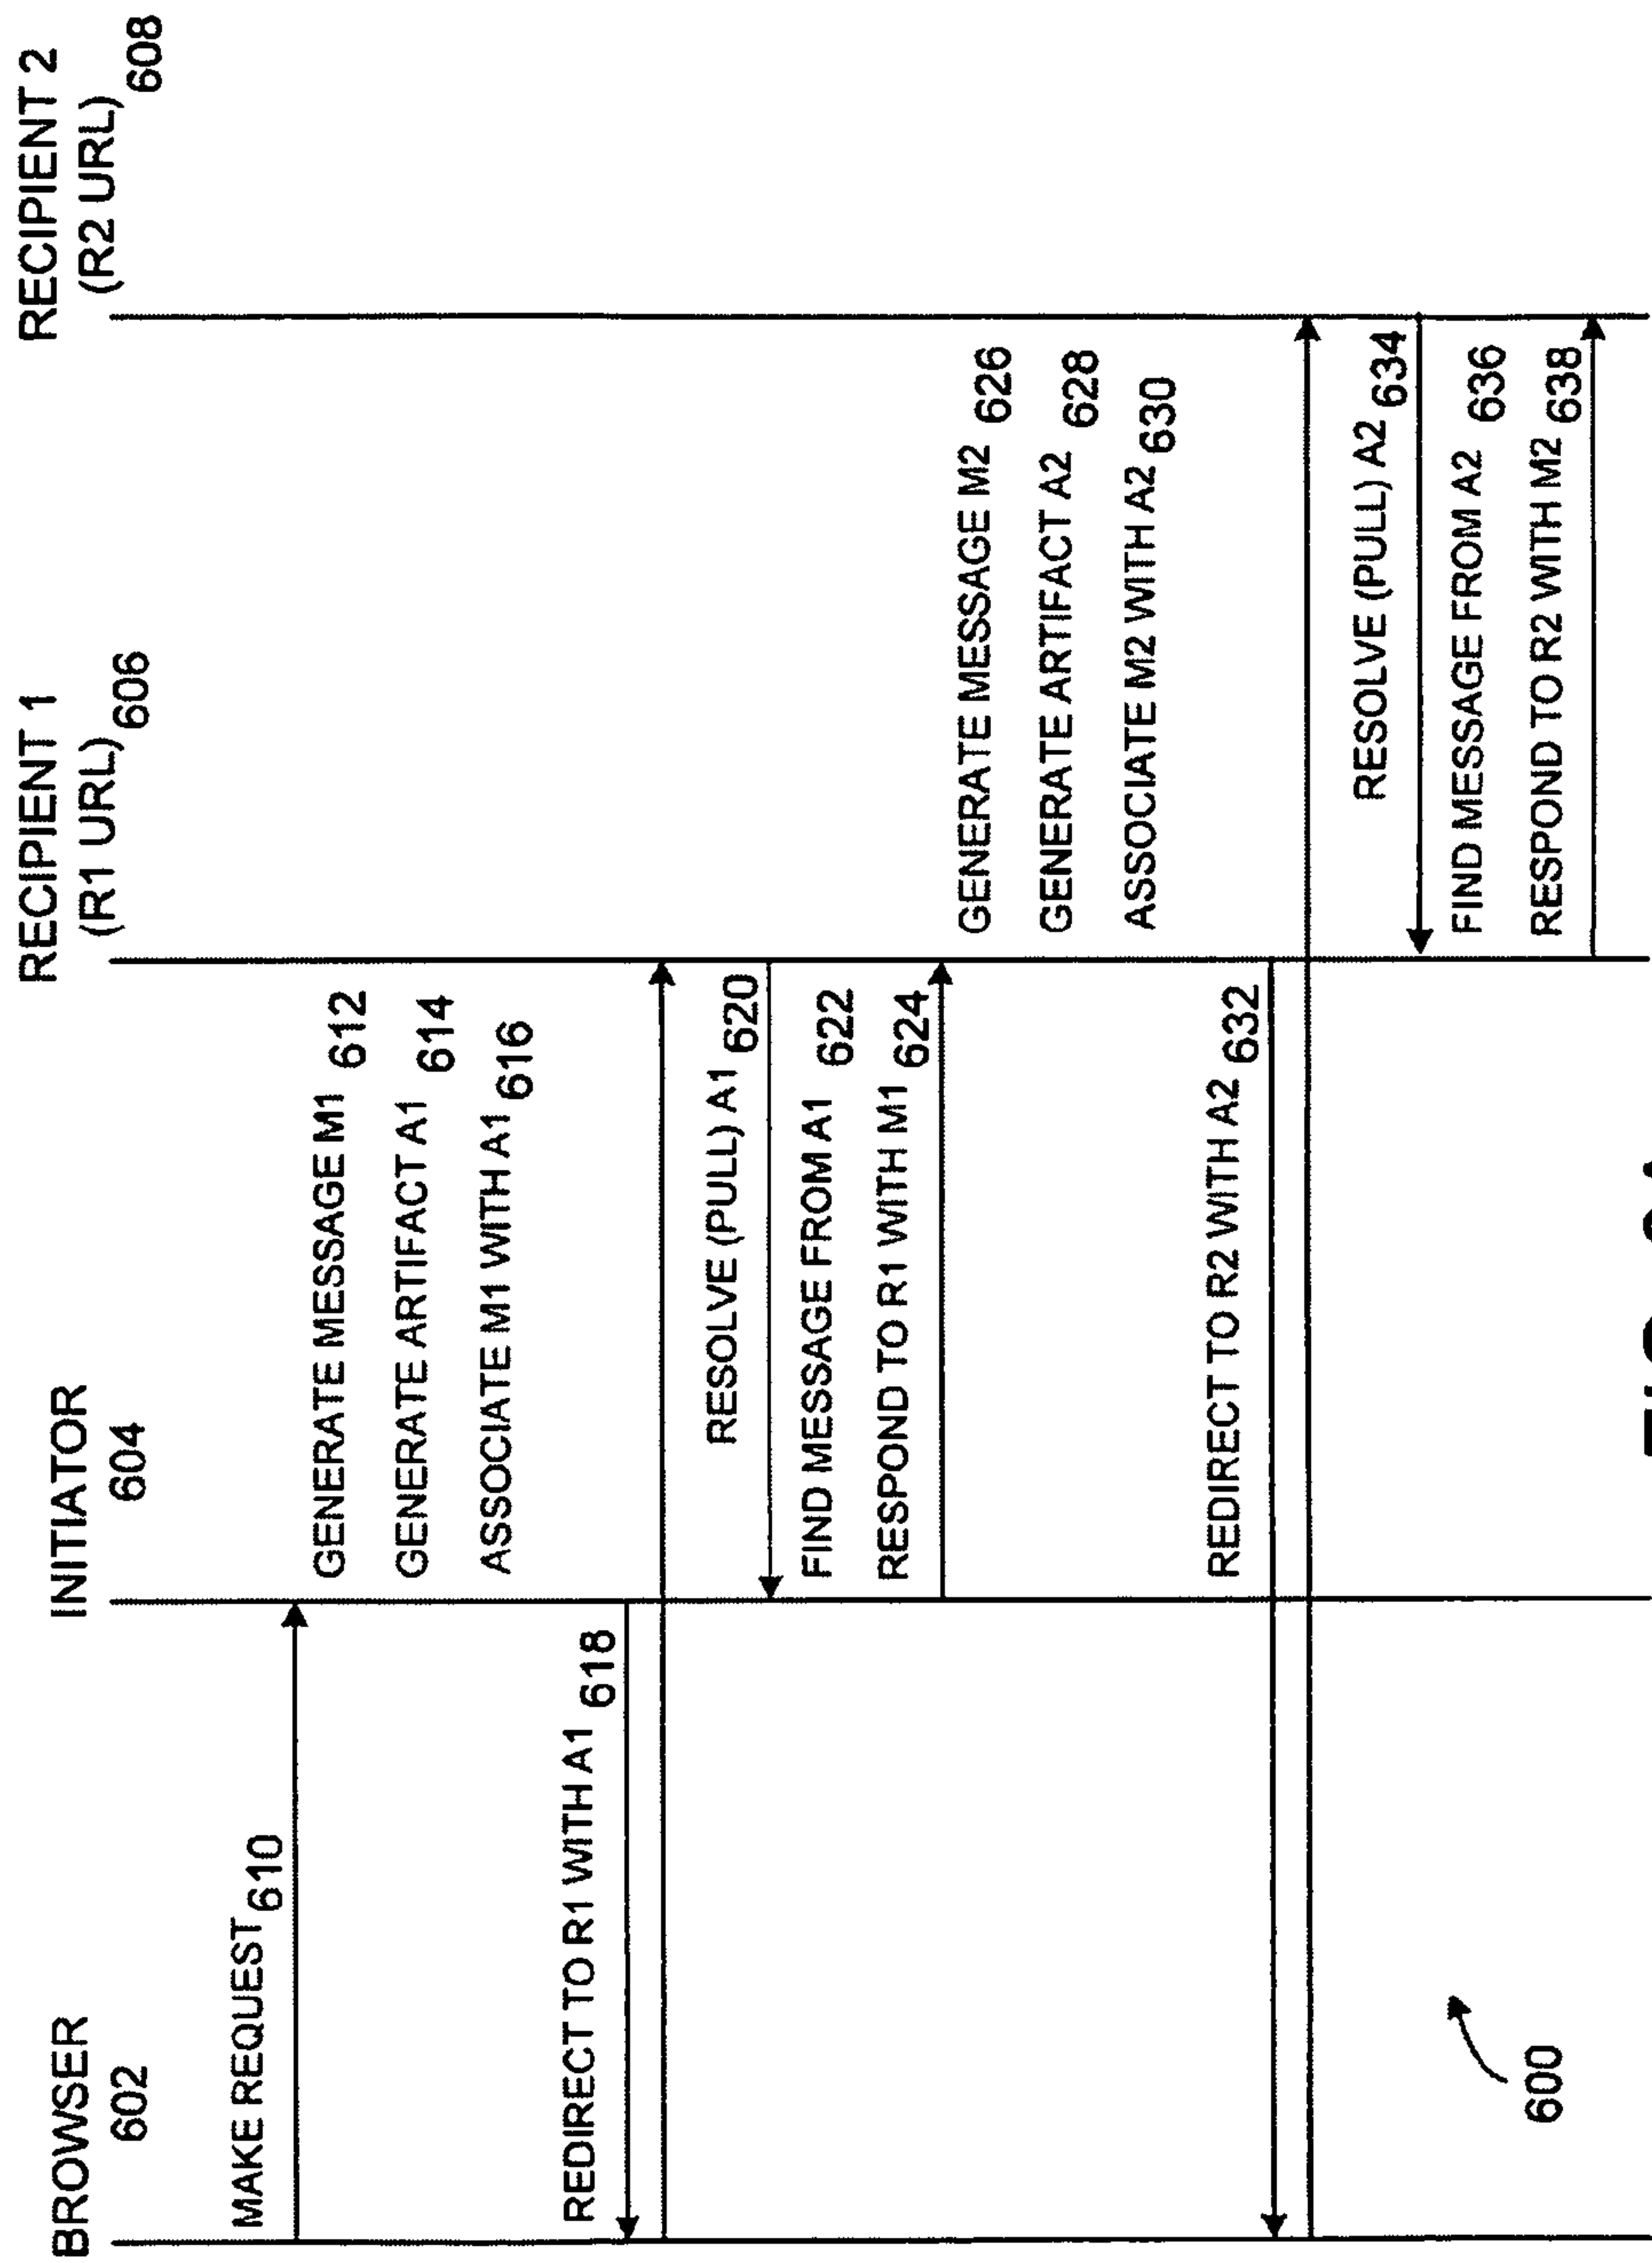 BROWSER
602
INITIATOR
604
RECIPIENT 1
(R1 URL)
606
RECIPIENT 2
(R2 URL)
608
MAKE REQUEST 610
GENERATE MESSAGE M1 612
GENERATE ARTIFACT A1 614
ASSOCIATE M1 WITH A1 616
REDIRECT TO R1 WITH A1 618
RESOLVE (PULL) A1 620
FIND MESSAGE FROM A1 622
RESPOND TO R1 WITH M1 624
GENERATE MESSAGE M2 626
GENERATE ARTIFACT A2 628
ASSOCIATE M2 WITH A2 630
REDIRECT TO R2 WITH A2 632
RESOLVE (PULL) A2 634
FIND MESSAGE FROM A2 636
RESPOND TO R2 WITH M2 638
600